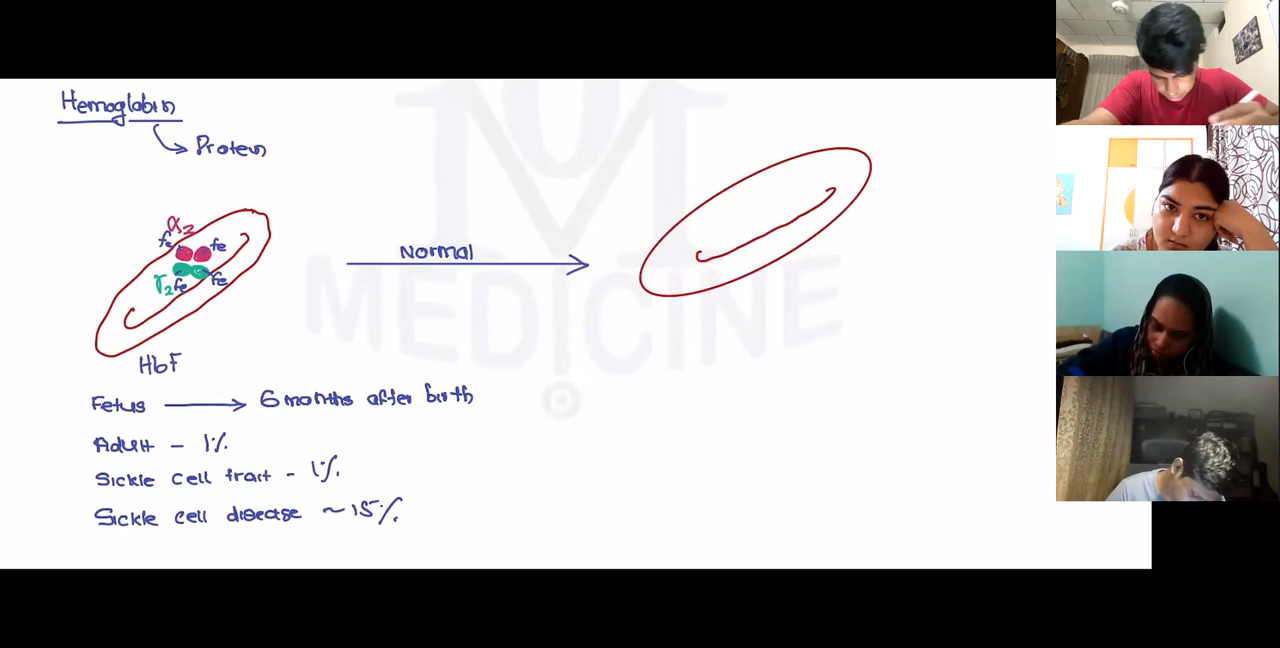 Hemoglobin
Protein
α2
fe fe
γ2 fe fe
HbF
Normal
Fetus → 6 months after birth
Adult - 1%
Sickle cell trait - 1%
Sickle cell disease ~15%
MEDICINE